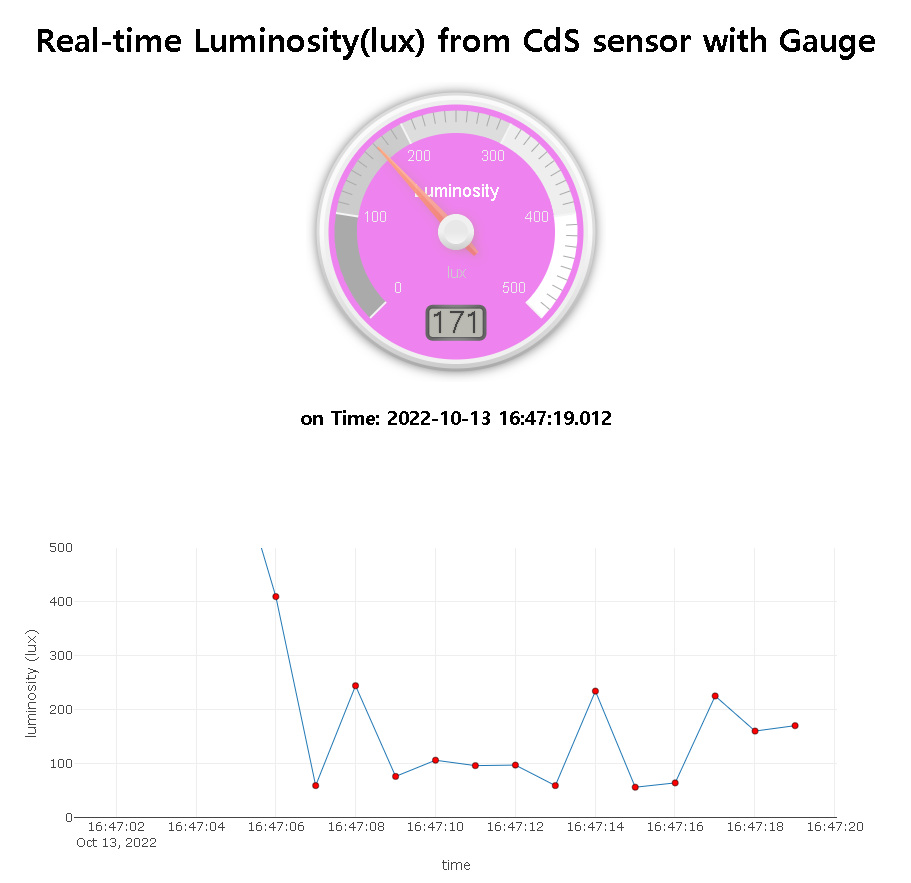 Real-time Luminosity(lux) from CdS sensor with Gauge
200
300
Luminosity
100
400
lux
0
500
171
on Time: 2022-10-13 16:47:19.012
500
400
300
200
100
0
luminosity (lux)
16:47:02 16:47:04 16:47:06 16:47:08 16:47:10 16:47:12 16:47:14 16:47:16 16:47:18 16:47:20
Oct 13, 2022
time